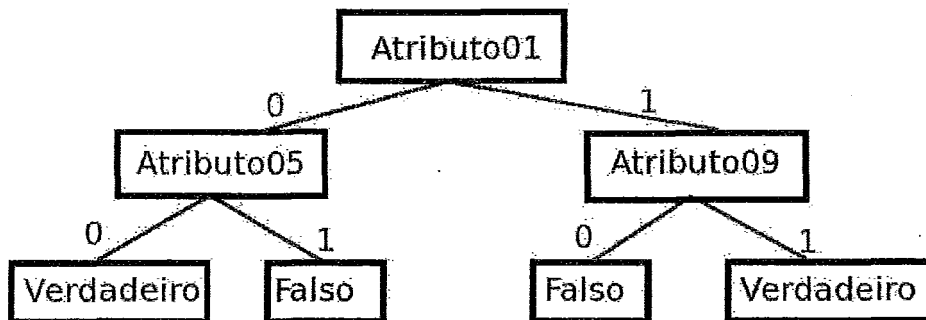 Atributo01
0 1
Atributo05 Atributo09
0 1 0 1
Verdadeiro Falso Falso Verdadeiro